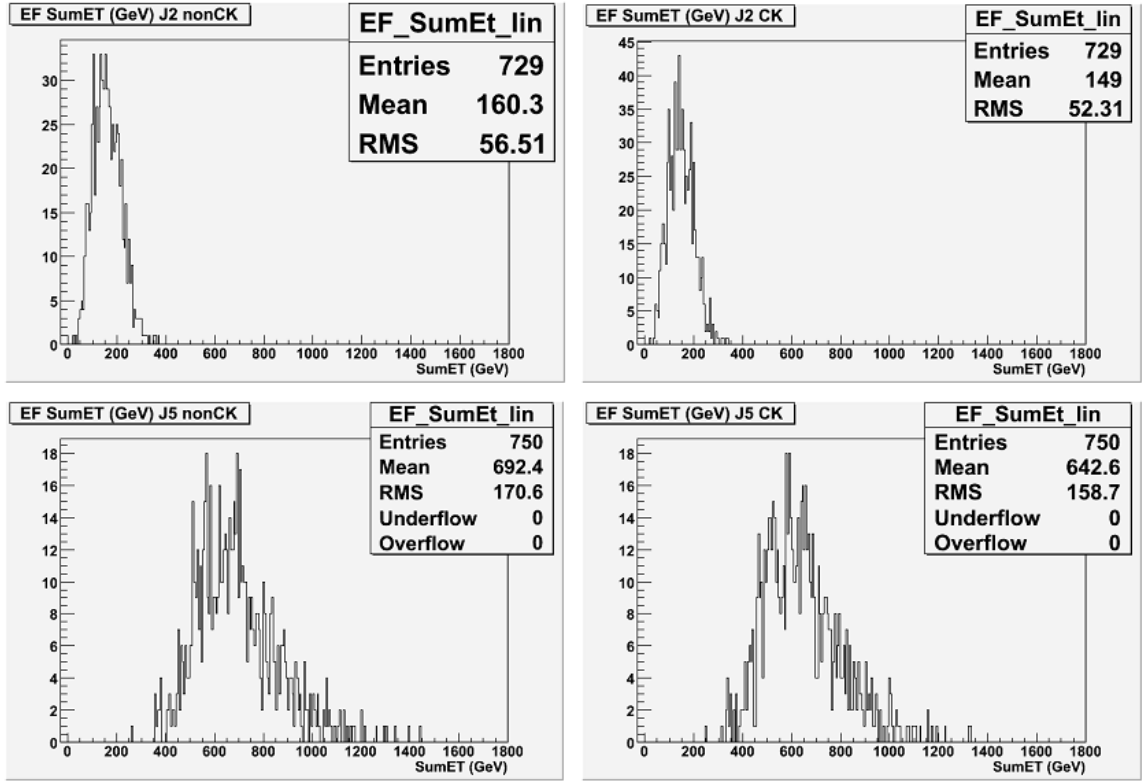 EF SumET (GeV) J2 nonCK
EF_SumEt_lin
Entries 729
Mean 160.3
RMS 56.51
30
25
20
15
10
5
0
0 200 400 600 800 1000 1200 1400 1600 1800
SumET (GeV)
EF SumET (GeV) J2 CK
EF_SumEt_lin
Entries 729
Mean 149
RMS 52.31
45
40
35
30
25
20
15
10
5
0
0 200 400 600 800 1000 1200 1400 1600 1800
SumET (GeV)
EF SumET (GeV) J5 nonCK
EF_SumEt_lin
Entries 750
Mean 692.4
RMS 170.6
Underflow 0
Overflow 0
18
16
14
12
10
8
6
4
2
0
0 200 400 600 800 1000 1200 1400 1600 1800
SumET (GeV)
EF SumET (GeV) J5 CK
EF_SumEt_lin
Entries 750
Mean 642.6
RMS 158.7
Underflow 0
Overflow 0
18
16
14
12
10
8
6
4
2
0
0 200 400 600 800 1000 1200 1400 1600 1800
SumET (GeV)